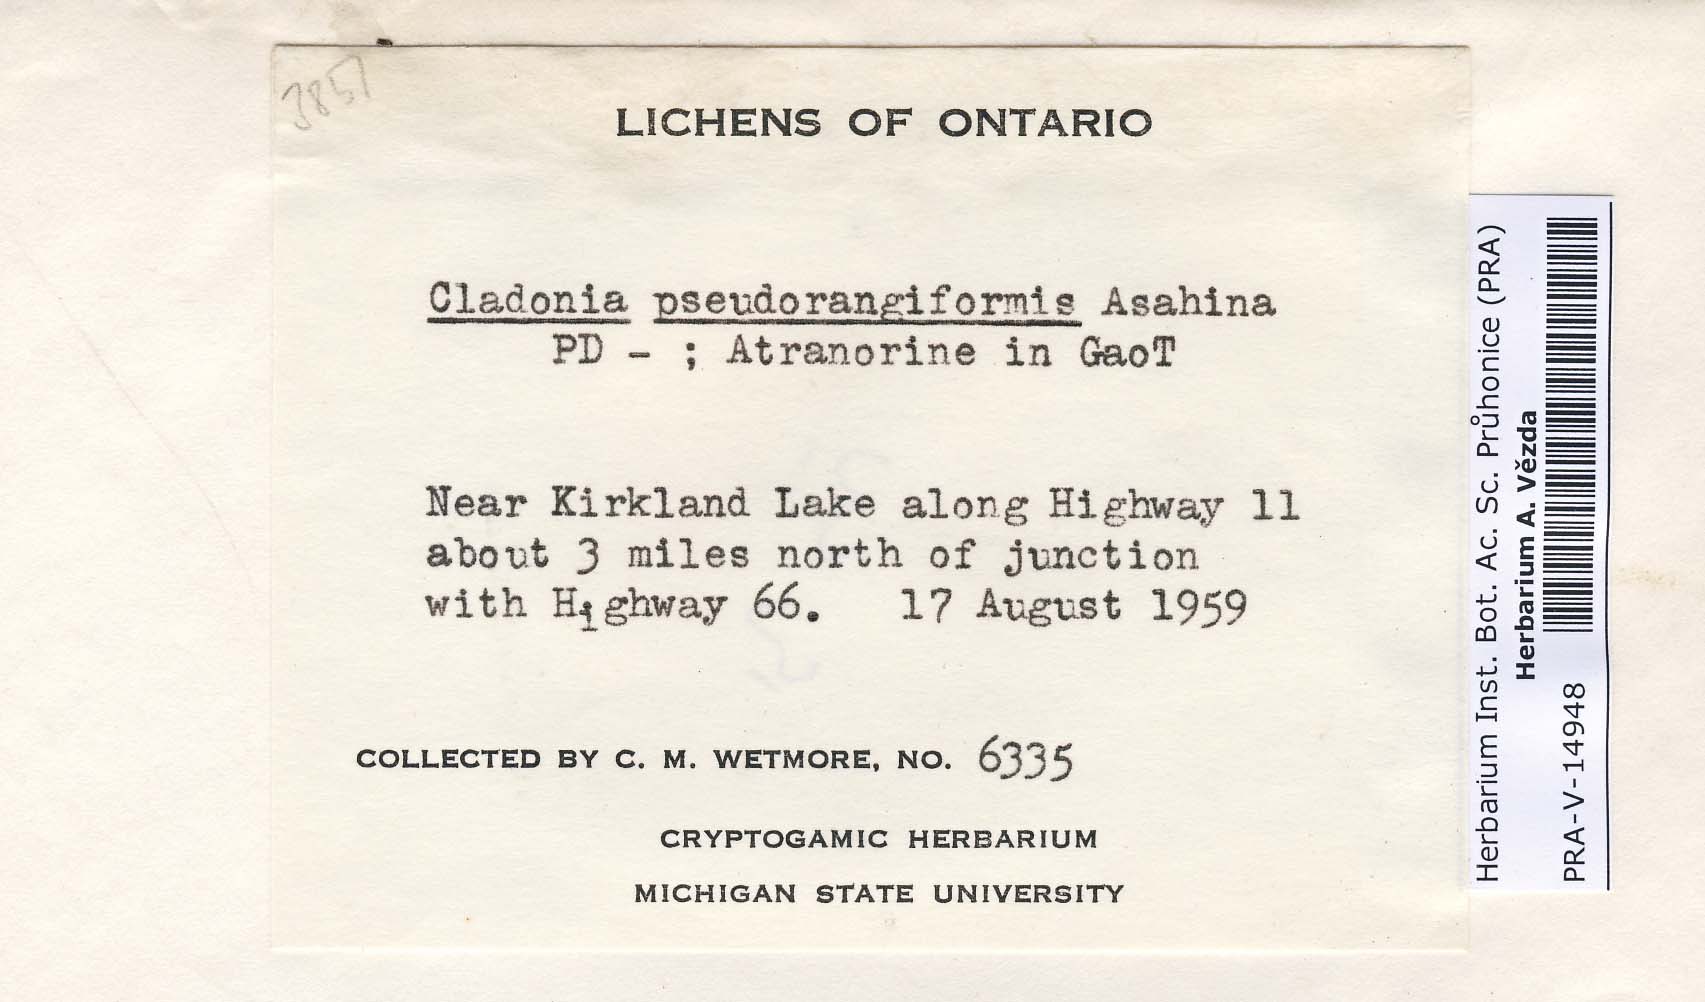 3857
LICHENS OF ONTARIO
Cladonia pseudorangiformis Asahina
PD - ; Atranorine in GaoT
Near Kirkland Lake along Highway 11
about 3 miles north of junction
with Highway 66. 17 August 1959
COLLECTED BY C. M. WETMORE, NO. 6335
CRYPTOGAMIC HERBARIUM
MICHIGAN STATE UNIVERSITY
Herbarium Inst. Bot. Ac. Sc. Průhonice (PRA)
Herbarium A. Vězda
PRA-V-14948